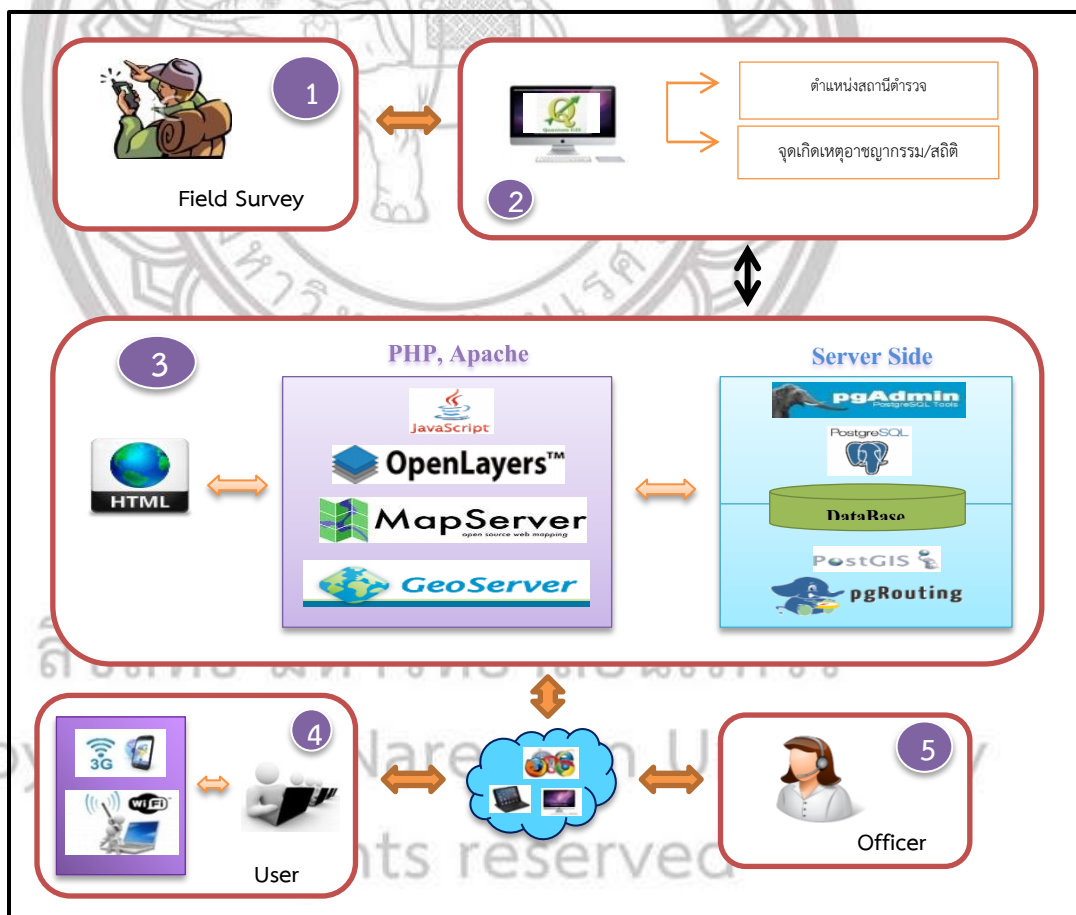 1
Field Survey
Quantum GIS
2
ตำแหน่งสถานีตำรวจ
จุดเกิดเหตุอาชญากรรม/สถิติ
3
HTML
PHP, Apache
JavaScript
OpenLayers™
MapServer
open source web mapping
GeoServer
Server Side
pgAdmin
PostgreSQL Tools
PostgreSQL
DataBase
PostGIS
pgRouting
4
3G
WiFi
User
5
Officer
ts reserved